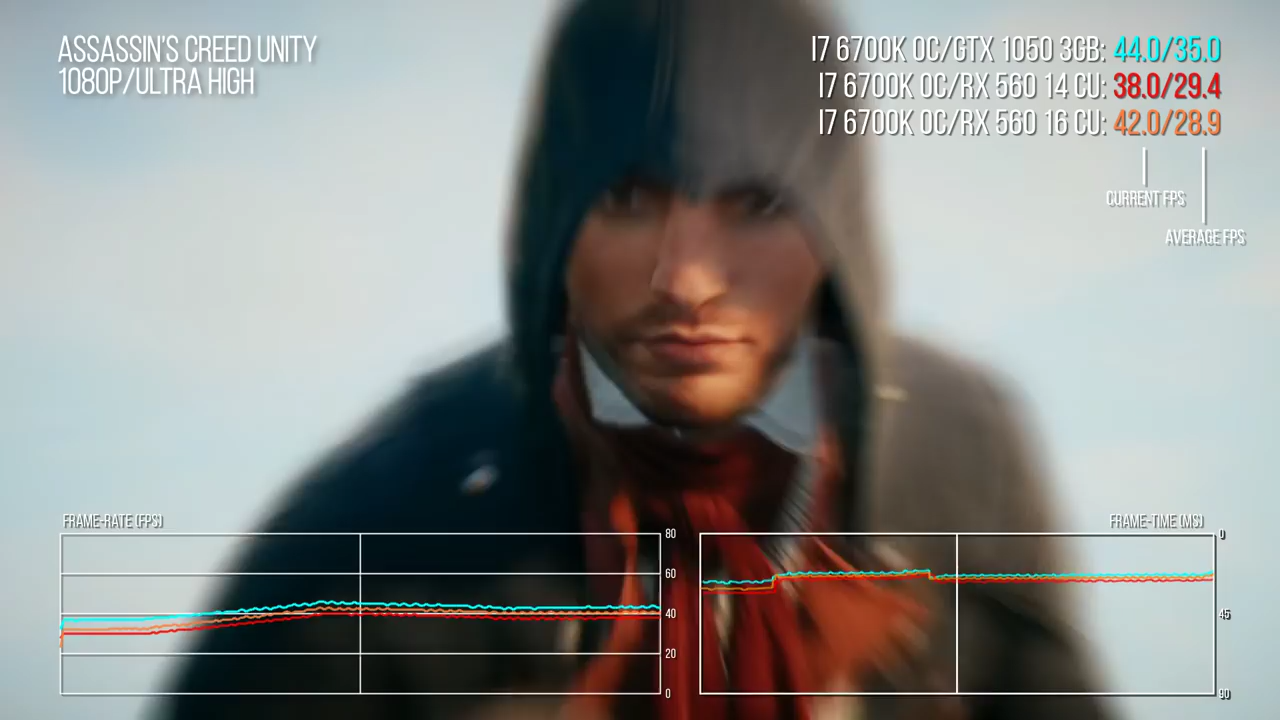 ASSASSIN'S CREED UNITY
1080P/ULTRA HIGH
I7 6700K OC/GTX 1050 3GB: 44.0/35.0
I7 6700K OC/RX 560 14 CU: 38.0/29.4
I7 6700K OC/RX 560 16 CU: 42.0/28.9
CURRENT FPS
AVERAGE FPS
FRAME-RATE (FPS)
80
60
40
20
0
FRAME-TIME (MS)
0
45
90